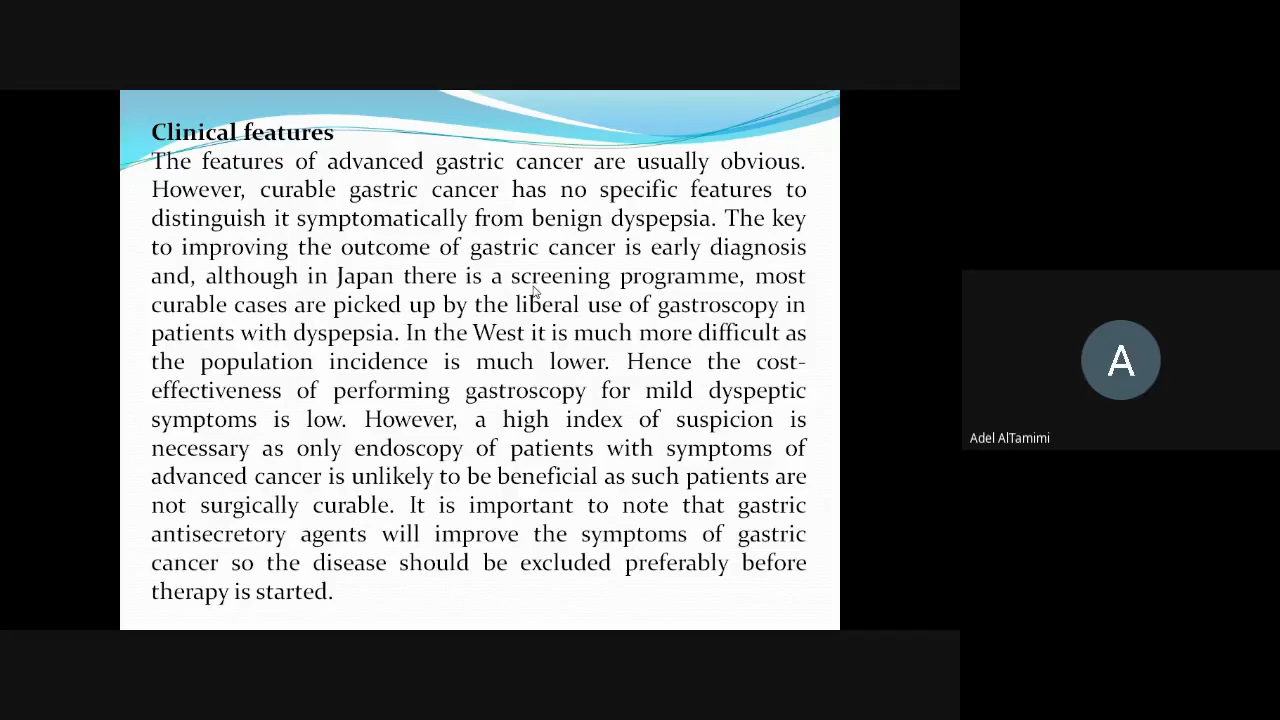 Clinical features
The features of advanced gastric cancer are usually obvious.
However, curable gastric cancer has no specific features to
distinguish it symptomatically from benign dyspepsia. The key
to improving the outcome of gastric cancer is early diagnosis
and, although in Japan there is a screening programme, most
curable cases are picked up by the liberal use of gastroscopy in
patients with dyspepsia. In the West it is much more difficult as
the population incidence is much lower. Hence the cost-
effectiveness of performing gastroscopy for mild dyspeptic
symptoms is low. However, a high index of suspicion is
necessary as only endoscopy of patients with symptoms of
advanced cancer is unlikely to be beneficial as such patients are
not surgically curable. It is important to note that gastric
antisecretory agents will improve the symptoms of gastric
cancer so the disease should be excluded preferably before
therapy is started.
A
Adel AlTamimi